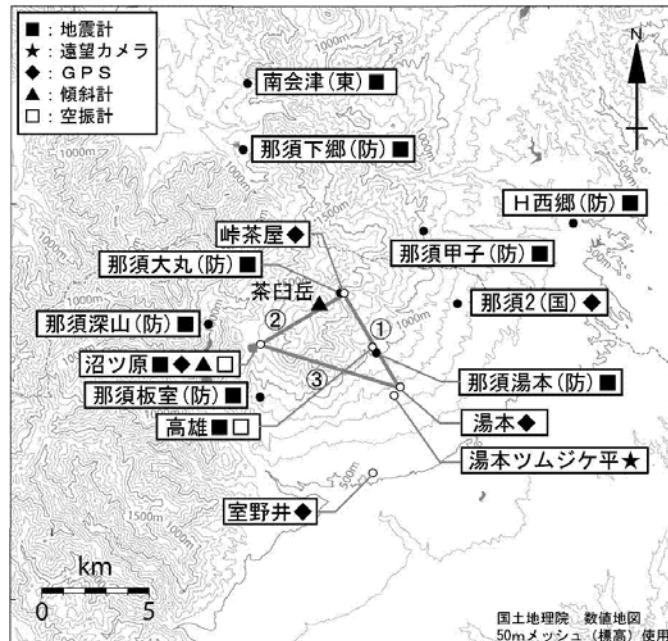 ■：地震計
★：遠望カメラ
◆：ＧＰＳ
▲：傾斜計
□：空振計
1000m
1000m
N
南会津(東)■
1000m
那須下郷(防)■
Ｈ西郷(防)■
500m
峠茶屋◆
那須甲子(防)■
那須大丸(防)■
茶臼岳
那須2(国)◆
②
①
1000m
那須深山(防)■
沼ツ原■◆▲□
③
那須板室(防)■
那須湯本(防)■
高雄■□
湯本◆
湯本ツムジケ平★
500m
室野井◆
1500m
1000m
km
0 5
国土地理院 数値地図
50mメッシュ（標高）使用